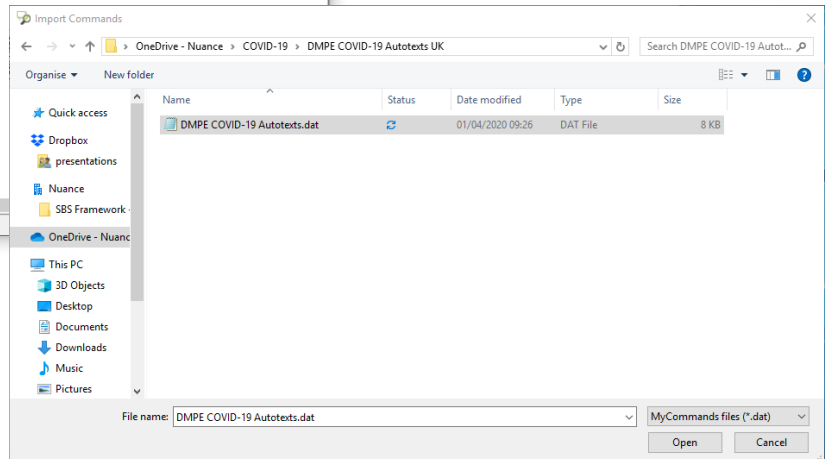 Import Commands
OneDrive - Nuance > COVID-19 > DMPE COVID-19 Autotexts UK
Search DMPE COVID-19 Autot...
Organise
New folder
Name Status Date modified Type Size
DMPE COVID-19 Autotexts.dat 01/04/2020 09:26 DAT File 8 KB
Quick access
Dropbox
presentations
Nuance
SBS Framework -
OneDrive - Nuanc
This PC
3D Objects
Desktop
Documents
Downloads
Music
Pictures
File name: DMPE COVID-19 Autotexts.dat
MyCommands files (*.dat)
Open Cancel